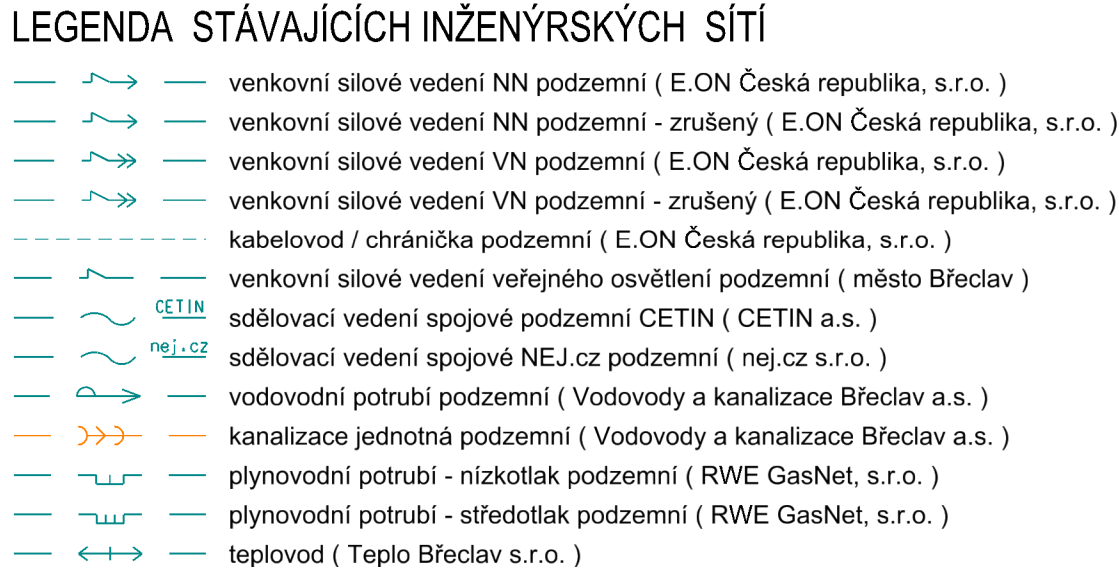 LEGENDA STÁVAJÍCÍCH INŽENÝRSKÝCH SÍTÍ
venkovní silové vedení NN podzemní ( E.ON Česká republika, s.r.o. )
venkovní silové vedení NN podzemní - zrušený ( E.ON Česká republika, s.r.o. )
venkovní silové vedení VN podzemní ( E.ON Česká republika, s.r.o. )
venkovní silové vedení VN podzemní - zrušený ( E.ON Česká republika, s.r.o. )
kabelovod / chránička podzemní ( E.ON Česká republika, s.r.o. )
venkovní silové vedení veřejného osvětlení podzemní ( město Břeclav )
CETIN sdělovací vedení spojové podzemní CETIN ( CETIN a.s. )
nej.cz sdělovací vedení spojové NEJ.cz podzemní ( nej.cz s.r.o. )
vodovodní potrubí podzemní ( Vodovody a kanalizace Břeclav a.s. )
kanalizace jednotná podzemní ( Vodovody a kanalizace Břeclav a.s. )
plynovodní potrubí - nízkotlak podzemní ( RWE GasNet, s.r.o. )
plynovodní potrubí - středotlak podzemní ( RWE GasNet, s.r.o. )
teplovod ( Teplo Břeclav s.r.o. )